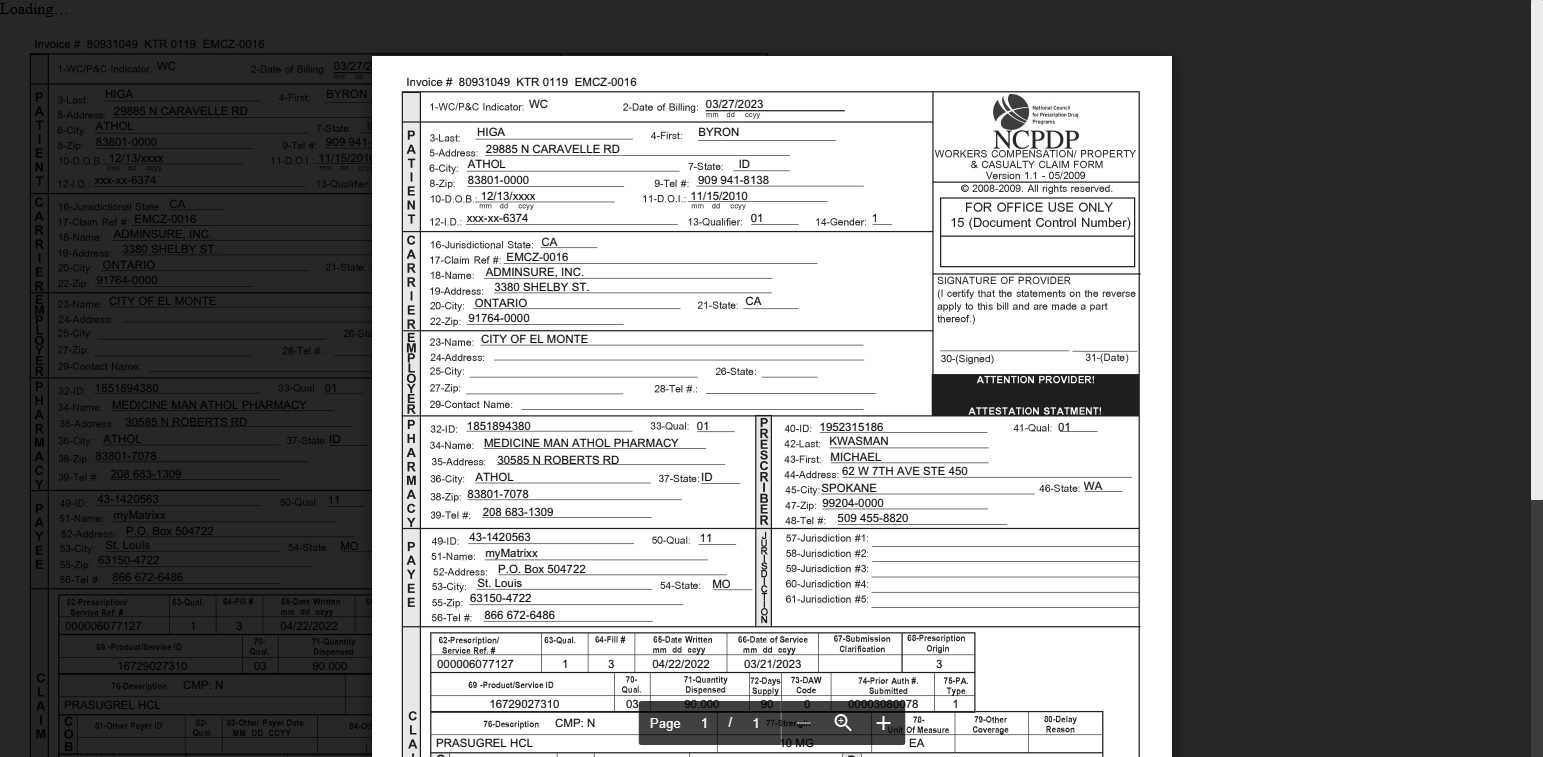 Loading...
Invoice # 80931049 KTR 0119 EMCZ-0016
1-WC/P&C Indicator: WC 2-Date of Billing: 03/27/2023
mm dd ccyy
National Council
for Prescription Drug
Programs
NCPDP
WORKERS COMPENSATION/ PROPERTY
& CASUALTY CLAIM FORM
Version 1.1 - 05/2009
© 2008-2009. All rights reserved.
FOR OFFICE USE ONLY
15 (Document Control Number)
PATIENT
3-Last: HIGA 4-First: BYRON
5-Address: 29885 N CARAVELLE RD
6-City: ATHOL 7-State: ID
8-Zip: 83801-0000 9-Tel #: 909 941-8138
10-D.O.B.: 12/13/xxxx 11-D.O.I.: 11/15/2010
mm dd ccyy mm dd ccyy
12-I.D.: xxx-xx-6374 13-Qualifier: 01 14-Gender: 1
CARRIER
16-Jurisdictional State: CA
17-Claim Ref #: EMCZ-0016
18-Name: ADMINSURE, INC.
19-Address: 3380 SHELBY ST.
20-City: ONTARIO 21-State: CA
22-Zip: 91764-0000
SIGNATURE OF PROVIDER
(I certify that the statements on the reverse
apply to this bill and are made a part
thereof.)
30-(Signed) 31-(Date)
ATTENTION PROVIDER!
ATTESTATION STATMENT!
EMPLOYER
23-Name: CITY OF EL MONTE
24-Address:
25-City: 26-State:
27-Zip: 28-Tel #.:
29-Contact Name:
PHARMACY
32-ID: 1851894380 33-Qual: 01
34-Name: MEDICINE MAN ATHOL PHARMACY
35-Address: 30585 N ROBERTS RD
36-City: ATHOL 37-State: ID
38-Zip: 83801-7078
39-Tel #: 208 683-1309
PRESCRIBER
40-ID: 1952315186 41-Qual: 01
42-Last: KWASMAN
43-First: MICHAEL
44-Address: 62 W 7TH AVE STE 450
45-City: SPOKANE 46-State: WA
47-Zip: 99204-0000
48-Tel #: 509 455-8820
PAYEE
49-ID: 43-1420563 50-Qual: 11
51-Name: myMatrixx
52-Address: P.O. Box 504722
53-City: St. Louis 54-State: MO
55-Zip: 63150-4722
56-Tel #: 866 672-6486
JURISDICTION
57-Jurisdiction #1:
58-Jurisdiction #2:
59-Jurisdiction #3:
60-Jurisdiction #4:
61-Jurisdiction #5:
62-Prescription/ Service Ref. # 63-Qual. 64-Fill # 65-Date Written mm dd ccyy 66-Date of Service mm dd ccyy 67-Submission Clarification 68-Prescription Origin
000006077127 1 3 04/22/2022 03/21/2023 3
69 -Product/Service ID 70-Qual. 71-Quantity Dispensed 72-Days Supply 73-DAW Code 74-Prior Auth #. Submitted 75-PA. Type
16729027310 03 90.000 90 0 00003080078 1
CLAI
76-Description CMP: N 77-Strength 78-Unit Of Measure 79-Other Coverage 80-Delay Reason
PRASUGREL HCL 10 MG EA
Page 1 / 1